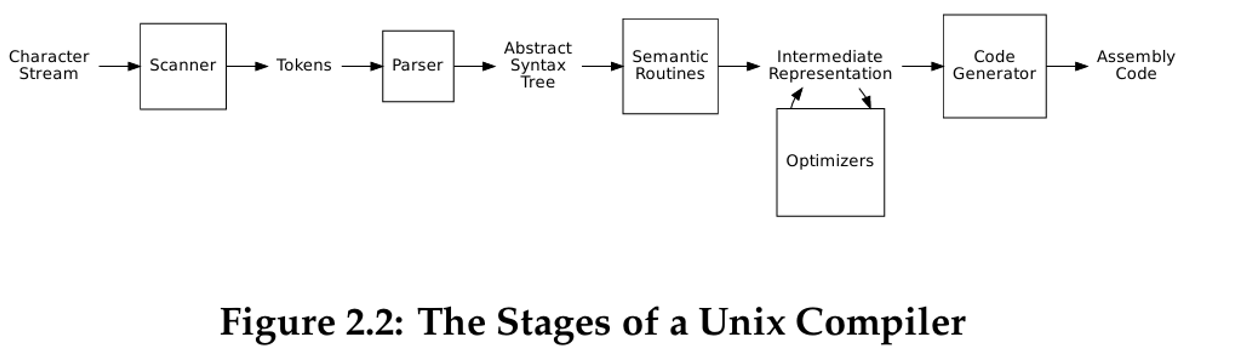 Character
Stream
Scanner
Tokens
Parser
Abstract
Syntax
Tree
Semantic
Routines
Intermediate
Representation
Optimizers
Code
Generator
Assembly
Code
Figure 2.2: The Stages of a Unix Compiler